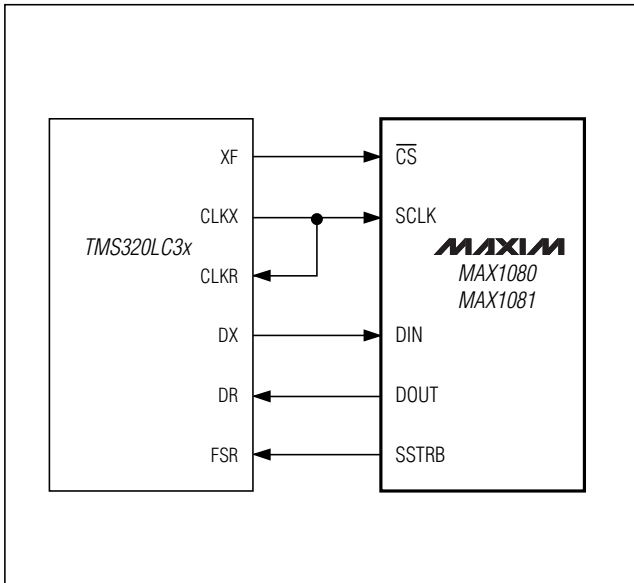 XF
CS
CLKX
SCLK
TMS320LC3x
MAXIM
MAX1080
MAX1081
CLKR
DX
DIN
DR
DOUT
FSR
SSTRB